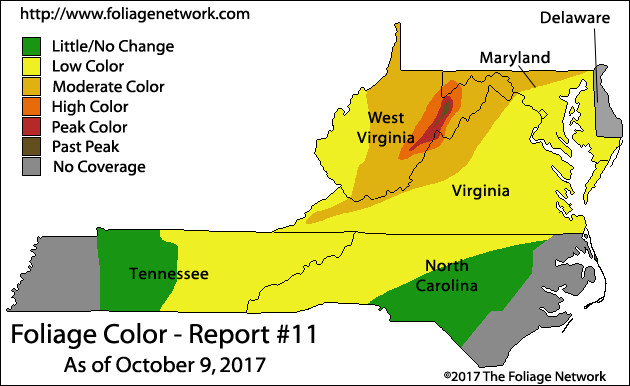 http://www.foliagenetwork.com
Little/No Change
Low Color
Moderate Color
High Color
Peak Color
Past Peak
No Coverage
Delaware
Maryland
West
Virginia
Virginia
Tennessee
North
Carolina
Foliage Color - Report #11
As of October 9, 2017
©2017 The Foliage Network